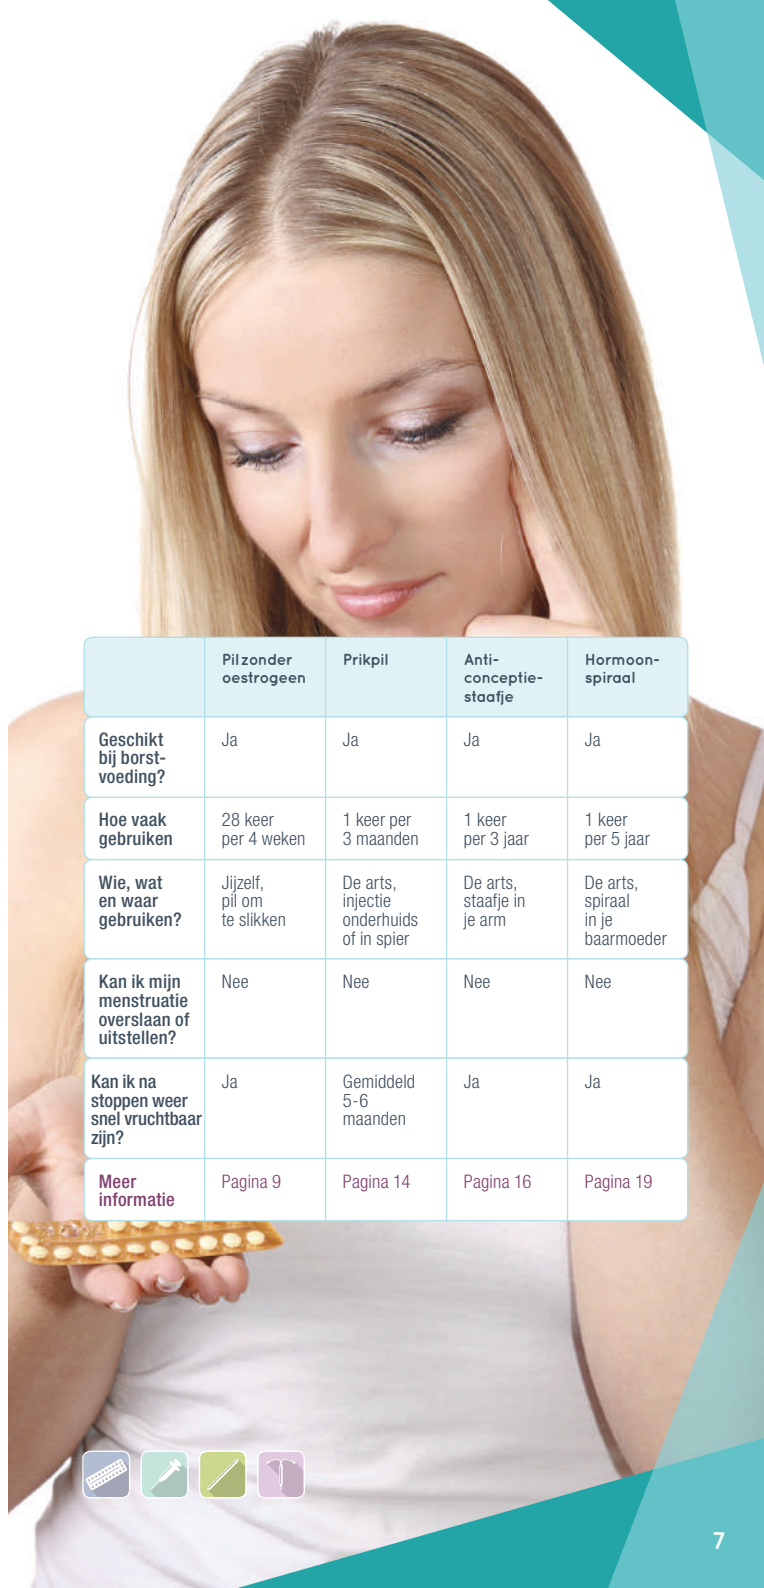 Pil zonder
oestrogeen
Prikpil
Anti-
conceptie-
staafje
Hormoon-
spiraal
Geschikt
bij borst-
voeding?
Ja
Ja
Ja
Ja
Hoe vaak
gebruiken
28 keer
per 4 weken
1 keer per
3 maanden
1 keer
per 3 jaar
1 keer
per 5 jaar
Wie, wat
en waar
gebruiken?
Jijzelf,
pil om
te slikken
De arts,
injectie
onderhuids
of in spier
De arts,
staafje in
je arm
De arts,
spiraal
in je
baarmoeder
Kan ik mijn
menstruatie
overslaan of
uitstellen?
Nee
Nee
Nee
Nee
Kan ik na
stoppen weer
snel vruchtbaar
zijn?
Ja
Gemiddeld
5-6
maanden
Ja
Ja
Meer
informatie
Pagina 9
Pagina 14
Pagina 16
Pagina 19
7